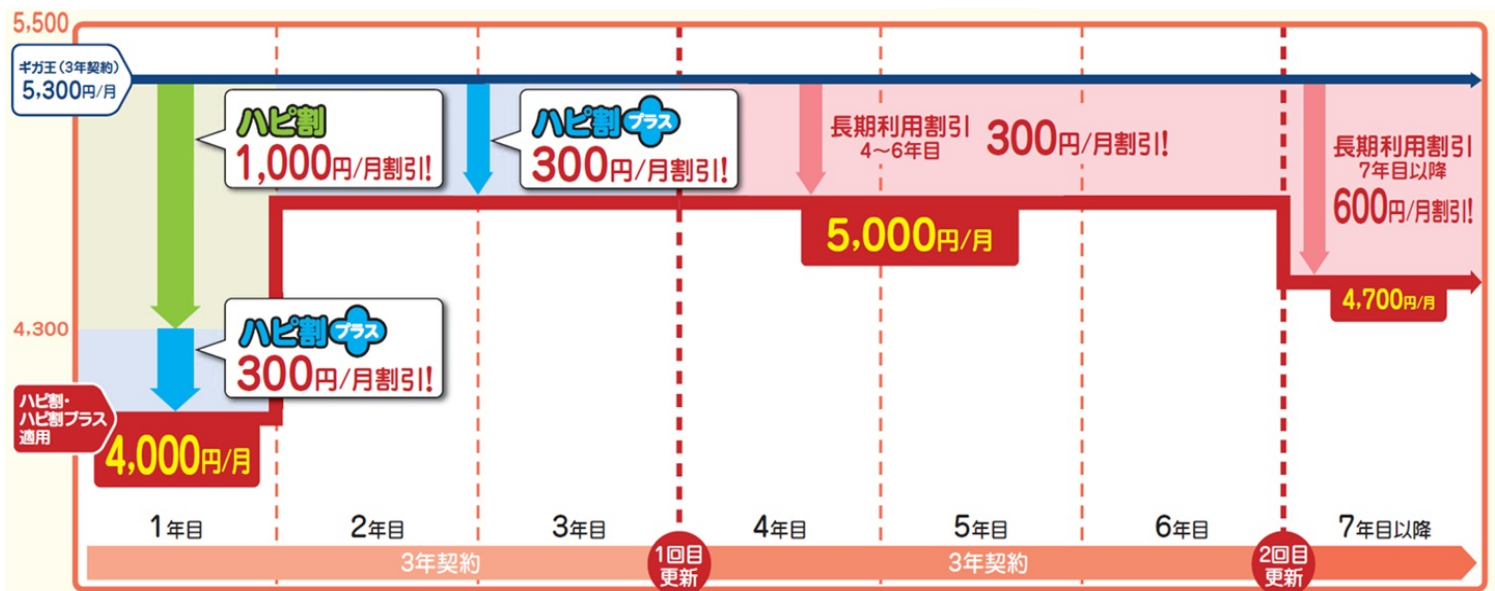 5,500
ギガ王(3年契約)
5,300円/月
ハピ割
1,000円/月割引!
ハピ割プラス
300円/月割引!
長期利用割引
4～6年目
300円/月割引!
長期利用割引
7年目以降
600円/月割引!
5,000円/月
4,700円/月
4,300
ハピ割プラス
300円/月割引!
ハピ割・
ハピ割プラス
適用
4,000円/月
1年目
2年目
3年目
4年目
5年目
6年目
7年目以降
3年契約
1回目
更新
3年契約
2回目
更新